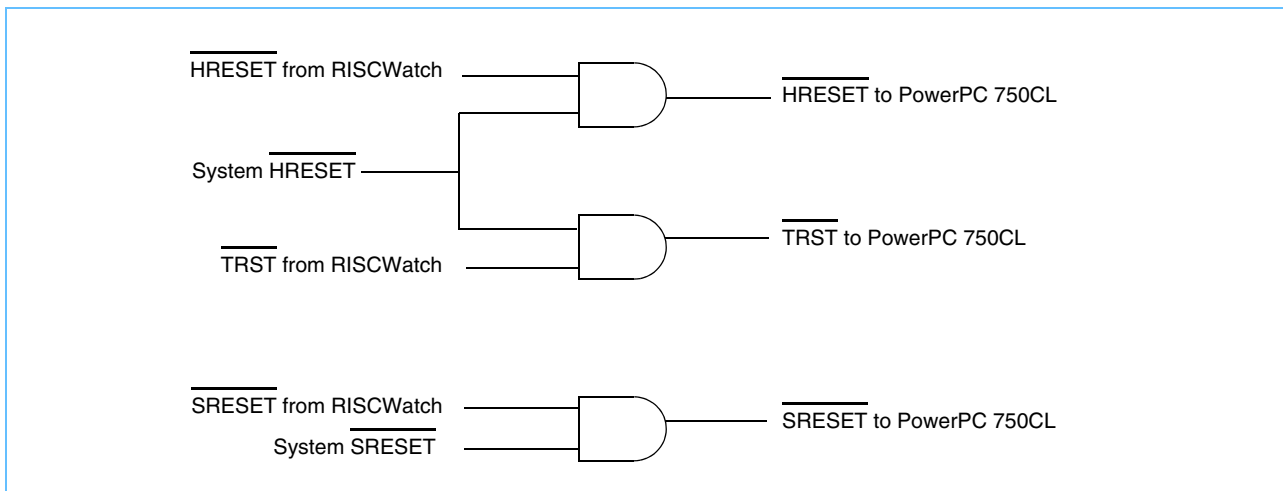 HRESET from RISCWatch
HRESET to PowerPC 750CL
System HRESET
TRST to PowerPC 750CL
TRST from RISCWatch
SRESET from RISCWatch
SRESET to PowerPC 750CL
System SRESET